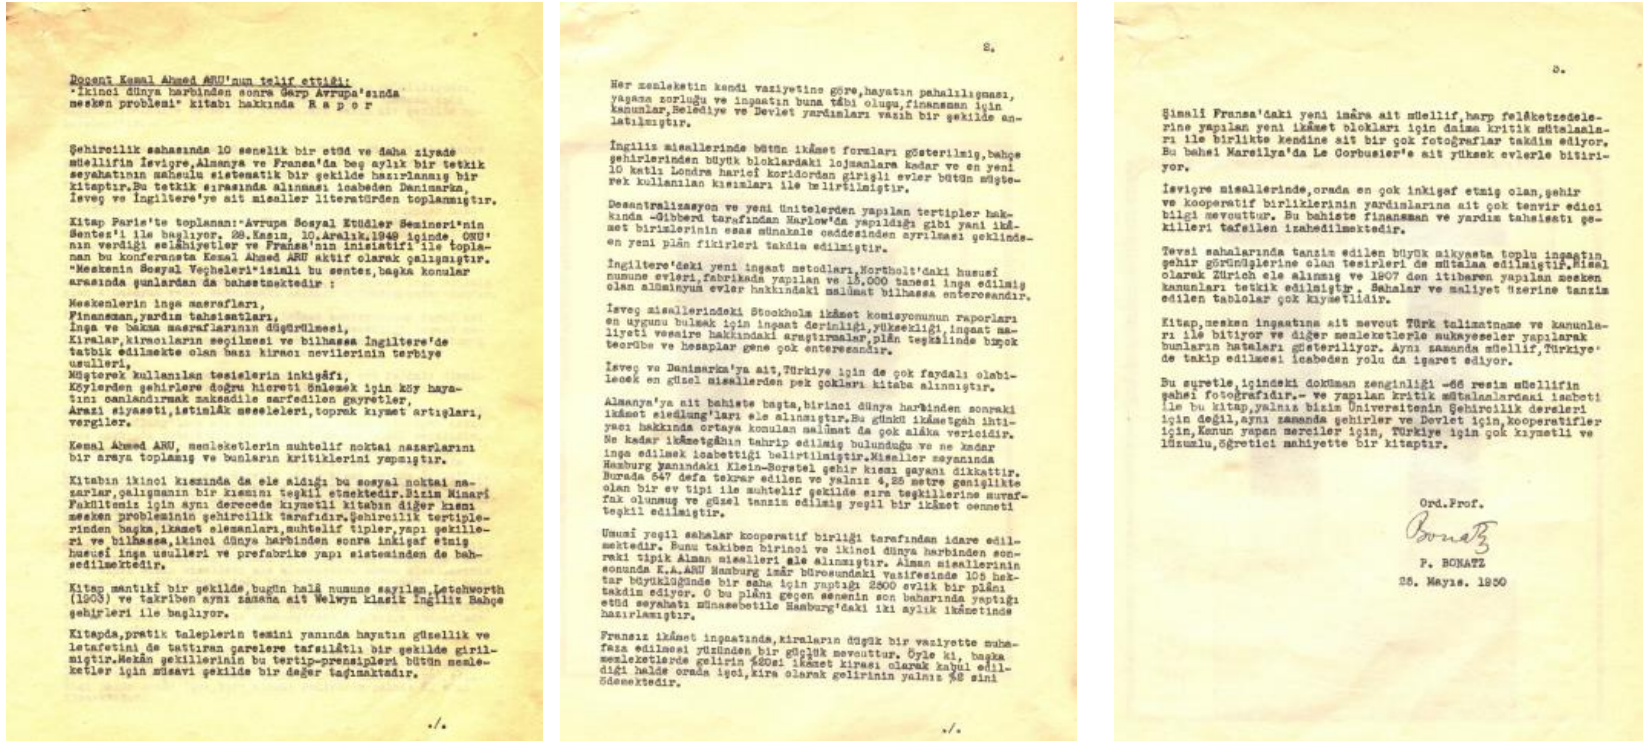 Doçent Kemal Ahmed ARU'nun telif ettiği:
"İkinci dünya harbinden sonra Garp Avrupa'sında
mesken problemi" kitabı hakkında R a p o r
Şehircilik sahasında 10 senelik bir etüd ve daha ziyade
müellifin İsviçre,Almanya ve Fransa'da beş aylık bir tetkik
seyahatının mahsulu sistematik bir şekilde hazırlanmış bir
kitaptır.Bu tetkik sırasında alınması icabeden Danimarka,
İsveç ve İngiltere'ye ait misaller literatürden toplanmıştır.
Kitap Paris'te toplanan:"Avrupa Sosyal Etüdler Semineri"nin
Sentez'i ile başlıyor. 28.Kasım, 10.Aralık.1949 içinde, ONU'
nın verdiği selâhiyetler ve Fransa'nın inisiatifi ile topla-
nan bu konferansta Kemal Ahmed ARU aktif olarak çalışmıştır.
"Meskenin Sosyal Veçheleri"isimli bu sentez,başka konular
arasında şunlardan da bahsetmektedir :
Meskenlerin inşa masrafları,
Finansman,yardım tahsisatları,
İnşa ve bakma masraflarının düşürülmesi,
Kiralar,kiracıların seçilmesi ve bilhassa İngiltere'de
tatbik edilmekte olan bazı kiracı nevilerinin terbiye
usulleri,
Müşterek kullanılan tesislerin inkişâfı,
Köylerden şehirlere doğru hicreti önlemek için köy haya-
tını canlandırmak maksadile sarfedilen gayretler,
Arazi siyaseti,istimlâk meseleleri,toprak kıymet artışları,
vergiler.
Kemal Ahmed ARU, memleketlerin muhtelif noktai nazarlarını
bir araya toplamış ve bunların kritiklerini yapmıştır.
Kitabın ikinci kısmında da ele aldığı bu sosyal noktai na-
zarlar,çalışmanın bir kısmını teşkil etmektedir.Bizim Mimarî
Fakültemiz için aynı derecede kıymetli kitabın diğer kısmı
mesken probleminin şehircilik tarafıdır.Şehircilik tertiple-
rinden başka,ikamet elemanları,muhtelif tipler,yapı şekille-
ri ve bilhassa,ikinci dünya harbinden sonra inkişaf etmiş
hususî inşa usulleri ve prefabrike yapı sisteminden de bah-
sedilmektedir.
Kitap mantıkî bir şekilde,bugün halâ numune sayılan,Letchworth
(1903) ve takriben aynı zamana ait Welwyn klasik İngiliz Bahçe
şehirleri ile başlıyor.
Kitapda,pratik taleplerin temini yanında hayatın güzellik ve
letafetini de tattıran çarelere tafsilâtlı bir şekilde giril-
miştir.Mekân şekillerinin bu tertip-prensipleri bütün memle-
ketler için müsavi şekilde bir değer taşımaktadır.
./.
2.
Her memleketin kendi vaziyetine göre,hayatın pahalılışması,
yaşama zorluğu ve inşaatın buna tâbi oluşu,finansman için
kanunlar,Belediye ve Devlet yardımları vazıh bir şekilde an-
latılmıştır.
İngiliz misallerinde bütün ikâmet formları gösterilmiş,bahçe
şehirlerinden büyük bloklardaki lojmanlara kadar ve en yeni
10 katlı Londra haricî koridordan girişli evler bütün müşte-
rek kullanılan kısımları ile belirtilmiştir.
Desantralizasyon ve yeni ünitelerden yapılan tertipler hak-
kında -Gibberd tarafından Harlow'da yapıldığı gibi yani ikâ-
met birimlerinin esas münakale caddesinden ayrılması şeklinde-
en yeni plân fikirleri takdim edilmiştir.
İngiltere'deki yeni inşaat metodları,Northolt'daki hususî
numune evleri,fabrikada yapılan ve 15,000 tanesi inşa edilmiş
olan alüminyum evler hakkındaki malûmat bilhassa enteresandır.
İsveç misallerindeki Stockholm ikâmet komisyonunun raporları
en uygunu bulmak için inşaat derinliği,yüksekliği,inşaat ma-
liyeti vesaire hakkındaki araştırmalar,plân teşkilinde birçok
tecrübe ve hesaplar gene çok enteresandır.
İsveç ve Danimarka'ya ait,Türkiye için de çok faydalı olabi-
lecek en güzel misallerden pek çokları kitaba alınmıştır.
Almanya'ya ait bahiste başta,birinci dünya harbinden sonraki
ikâmet siedlung'ları ele alınmıştır.Bu günkü ikâmetgâh ihti-
yacı hakkında ortaya konulan malûmat da çok alâka vericidir.
Ne kadar ikâmetgâhın tahrip edilmiş bulunduğu ve ne kadar
inşa edilmek icabettiği belirtilmiştir.Misaller meyanında
Hamburg yanındaki Klein-Borstel şehir kısmı şayanı dikkattir.
Burada 547 defa tekrar edilen ve yalnız 4,25 metre genişlikte
olan bir ev tipi ile muhtelif şekilde sıra teşkillerine muvaf-
fak olunmuş ve güzel tanzim edilmiş yeşil bir ikâmet cenneti
teşkil edilmiştir.
Umumî yeşil sahalar kooperatif birliği tarafından idare edil-
mektedir. Bunu takiben birinci ve ikinci dünya harbinden son-
raki tipik Alman misalleri ele alınmıştır. Alman misallerinin
sonunda K.A.ARU Hamburg imâr bürosundaki vazifesinde 105 hek-
tar büyüklüğünde bir saha için yaptığı 2500 evlik bir plânı
takdim ediyor. O bu plânı geçen senenin son baharında yaptığı
etüd seyahatı münasebetile Hamburg'daki iki aylık ikâmetinde
hazırlamıştır.
Fransız ikâmet inşaatında,kiraların düşük bir vaziyette muha-
faza edilmesi yüzünden bir güçlük mevcuttur. Öyle ki, başka
memleketlerde gelirin %20si ikâmet kirası olarak kabul edil-
diği halde orada işçi,kira olarak gelirinin yalnız %2 sini
ödemektedir.
./.
3.
Şimalî Fransa'daki yeni imâra ait müellif,harp felâketzedele-
rine yapılan yeni ikâmet blokları için daima kritik mütalaala-
rı ile birlikte kendine ait bir çok fotoğraflar takdim ediyor.
Bu bahsi Marsilya'da Le Corbusier'e ait yüksek evlerle bitiri-
yor.
İsviçre misallerinde,orada en çok inkişaf etmiş olan,şehir
ve kooperatif birliklerinin yardımlarına ait çok tenvir edici
bilgi mevcuttur. Bu bahiste finansman ve yardım tahsisatı şe-
killeri tafsilen izahedilmektedir.
Tevsi sahalarında tanzim edilen büyük mikyasta toplu inşaatın
şehir görünüşlerine olan tesirleri de mütalaa edilmiştir.Misal
olarak Zürich ele alınmış ve 1907 den itibaren yapılan mesken
kanunları tetkik edilmiştir. Sahalar ve maliyet üzerine tanzim
edilen tablolar çok kıymetlidir.
Kitap,mesken inşaatına ait mevcut Türk talimatname ve kanunla-
rı ile bitiyor ve diğer memleketlerle mukayeseler yapılarak
bunların hataları gösteriliyor. Aynı zamanda müellif,Türkiye'
de takip edilmesi icabeden yolu da işaret ediyor.
Bu suretle,içindeki doküman zenginliği -66 resim müellifin
şahsi fotoğrafıdır.- ve yapılan kritik mütalaalardaki isabeti
ile bu kitap,yalnız bizim Üniversitenin Şehircilik dersleri
için değil,aynı zamanda şehirler ve Devlet için,kooperatifler
için,Kanun yapan merciler için, Türkiye için çok kıymetli ve
lüzumlu,öğretici mahiyette bir kitaptır.
Ord.Prof.
Bonatz
P. BONATZ
25. Mayıs. 1950